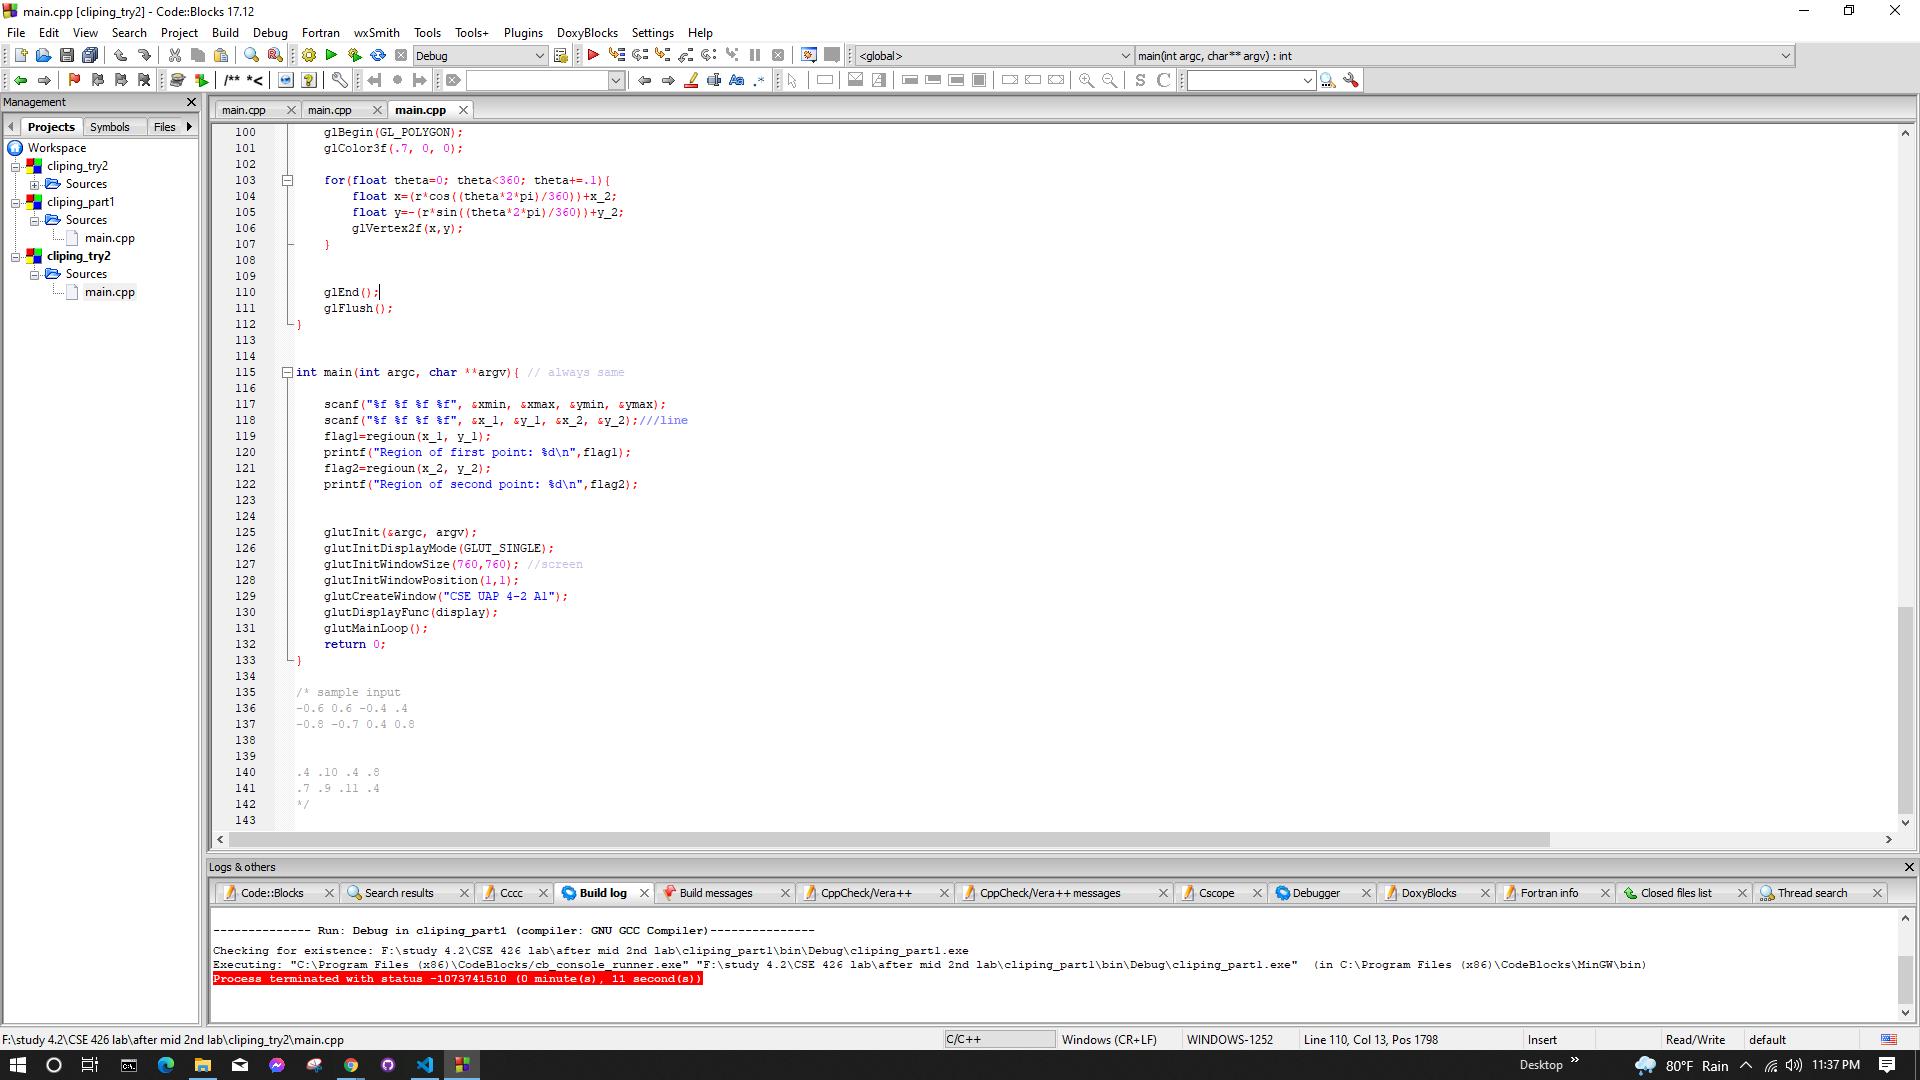 main.cpp [cliping_try2] - Code::Blocks 17.12
File Edit View Search Project Build Debug Fortran wxSmith Tools Tools+ Plugins DoxyBlocks Settings Help
Debug <global> main(int argc, char** argv) : int
/** *<
Aa .* S C
Management
main.cpp main.cpp main.cpp
Projects Symbols Files
Workspace
cliping_try2
Sources
cliping_part1
Sources
main.cpp
cliping_try2
Sources
main.cpp
100 glBegin(GL_POLYGON);
101 glColor3f(.7, 0, 0);
102
103 for(float theta=0; theta<360; theta+=.1){
104 float x=(r*cos((theta*2*pi)/360))+x_2;
105 float y=-(r*sin((theta*2*pi)/360))+y_2;
106 glVertex2f(x,y);
107 }
108
109
110 glEnd();
111 glFlush();
112 }
113
114
115 int main(int argc, char **argv){ // always same
116
117 scanf("%f %f %f %f", &xmin, &xmax, &ymin, &ymax);
118 scanf("%f %f %f %f", &x_1, &y_1, &x_2, &y_2);///line
119 flag1=regioun(x_1, y_1);
120 printf("Region of first point: %d\n",flag1);
121 flag2=regioun(x_2, y_2);
122 printf("Region of second point: %d\n",flag2);
123
124
125 glutInit(&argc, argv);
126 glutInitDisplayMode(GLUT_SINGLE);
127 glutInitWindowSize(760,760); //screen
128 glutInitWindowPosition(1,1);
129 glutCreateWindow("CSE UAP 4-2 A1");
130 glutDisplayFunc(display);
131 glutMainLoop();
132 return 0;
133 }
134
135 /* sample input
136 -0.6 0.6 -0.4 .4
137 -0.8 -0.7 0.4 0.8
138
139
140 .4 .10 .4 .8
141 .7 .9 .11 .4
142 */
143
Logs & others
Code::Blocks Search results Cccc Build log Build messages CppCheck/Vera++ CppCheck/Vera++ messages Cscope Debugger DoxyBlocks Fortran info Closed files list Thread search
-------------- Run: Debug in cliping_part1 (compiler: GNU GCC Compiler)---------------
Checking for existence: F:\study 4.2\CSE 426 lab\after mid 2nd lab\cliping_part1\bin\Debug\cliping_part1.exe
Executing: "C:\Program Files (x86)\CodeBlocks/cb_console_runner.exe" "F:\study 4.2\CSE 426 lab\after mid 2nd lab\cliping_part1\bin\Debug\cliping_part1.exe" (in C:\Program Files (x86)\CodeBlocks\MinGW\bin)
Process terminated with status -1073741510 (0 minute(s), 11 second(s))
F:\study 4.2\CSE 426 lab\after mid 2nd lab\cliping_try2\main.cpp C/C++ Windows (CR+LF) WINDOWS-1252 Line 110, Col 13, Pos 1798 Insert Read/Write default
Desktop 80°F Rain 11:37 PM